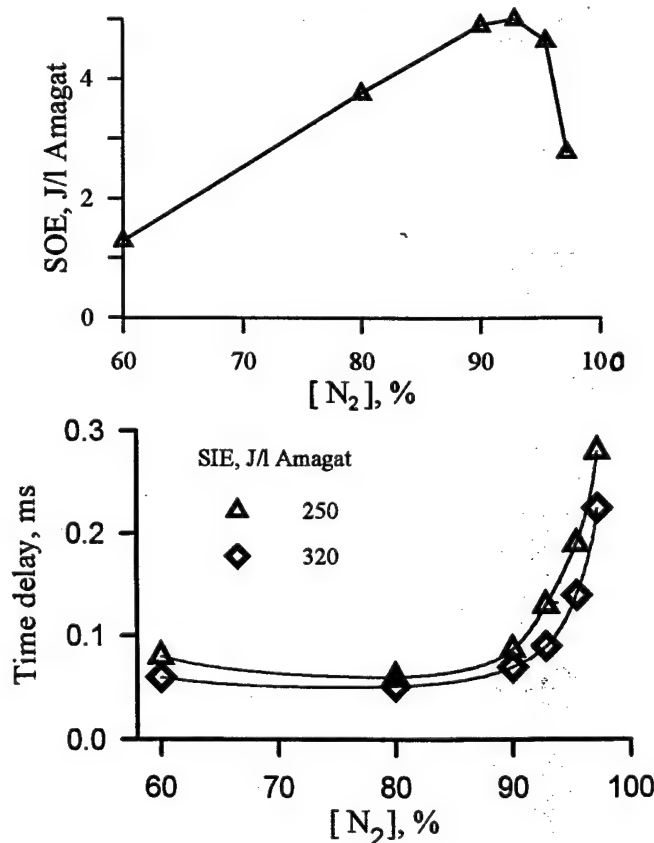 SOE, J/l Amagat
4
2
0
60 70 80 90 100
[ N₂], %
Time delay, ms
0.3
0.2
0.1
0.0
SIE, J/l Amagat
250
320
60 70 80 90 100
[ N₂], %